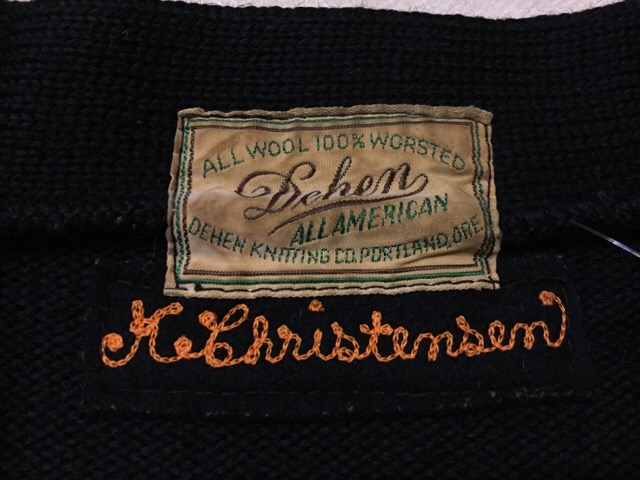 ALL WOOL 100% WORSTED
Dehen
ALL AMERICAN
DEHEN KNITTING CO. PORTLAND, ORE.
K Christensen